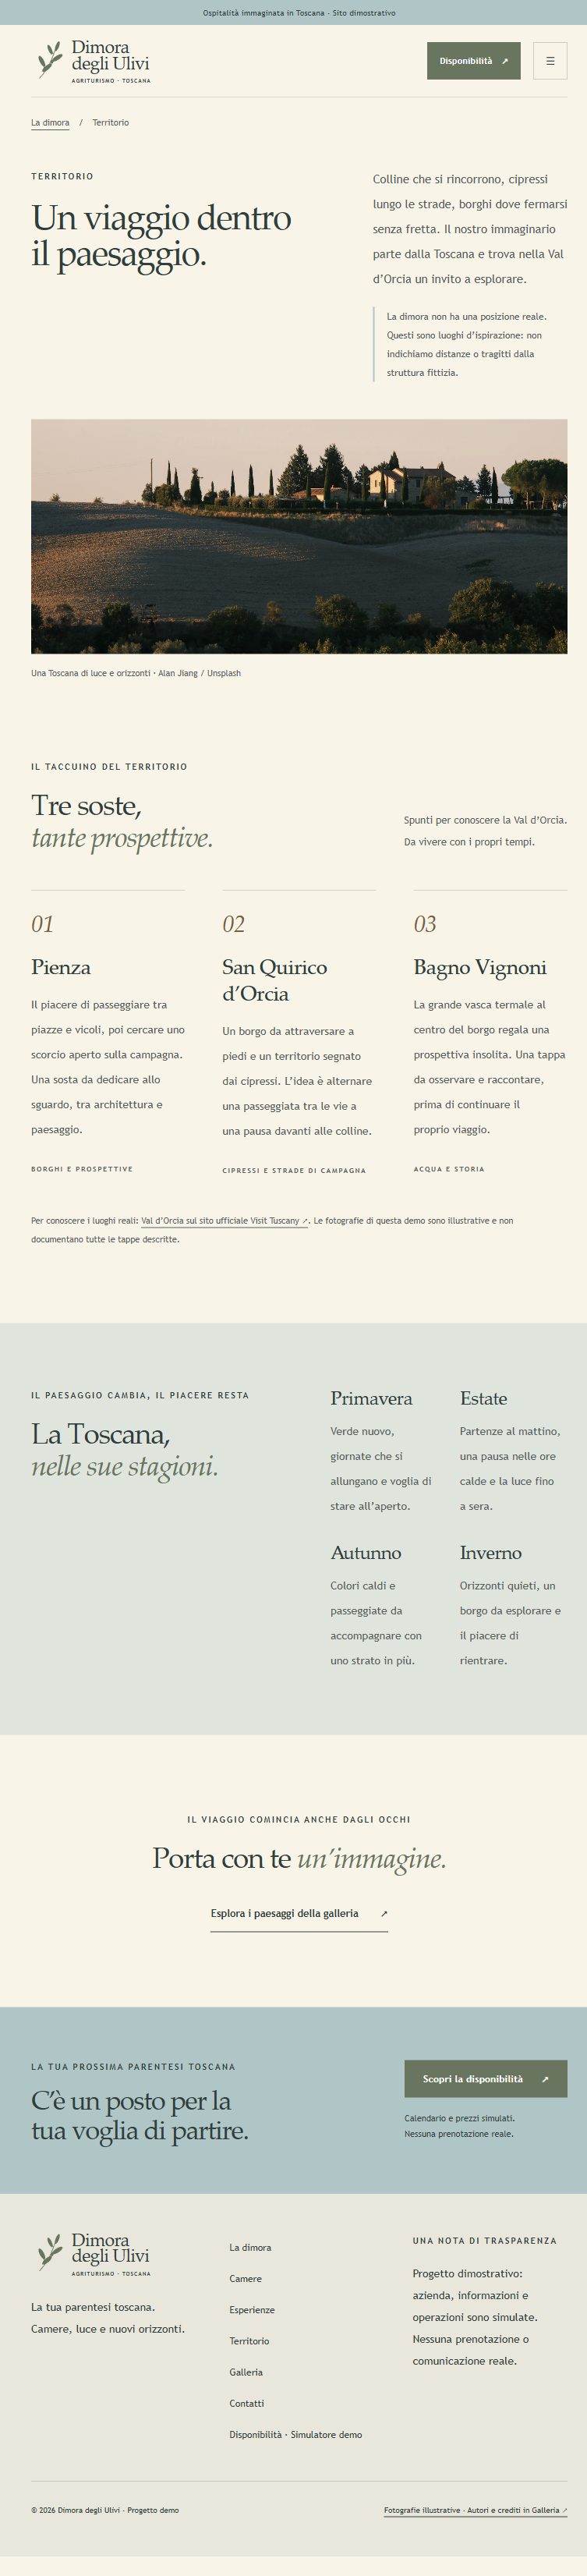 Ospitalità immaginata in Toscana · Sito dimostrativo
Dimora
degli Ulivi
AGRITURISMO · TOSCANA
Disponibilità ↗
☰
La dimora / Territorio
TERRITORIO
Un viaggio dentro
il paesaggio.
Colline che si rincorrono, cipressi
lungo le strade, borghi dove fermarsi
senza fretta. Il nostro immaginario
parte dalla Toscana e trova nella Val
d’Orcia un invito a esplorare.
La dimora non ha una posizione reale.
Questi sono luoghi d’ispirazione: non
indichiamo distanze o tragitti dalla
struttura fittizia.
Una Toscana di luce e orizzonti · Alan Jiang / Unsplash
IL TACCUINO DEL TERRITORIO
Tre soste,
tante prospettive.
Spunti per conoscere la Val d’Orcia.
Da vivere con i propri tempi.
01
Pienza
Il piacere di passeggiare tra
piazze e vicoli, poi cercare uno
scorcio aperto sulla campagna.
Una sosta da dedicare allo
sguardo, tra architettura e
paesaggio.
BORGHI E PROSPETTIVE
02
San Quirico
d’Orcia
Un borgo da attraversare a
piedi e un territorio segnato
dai cipressi. L’idea è alternare
una passeggiata tra le vie a
una pausa davanti alle colline.
CIPRESSI E STRADE DI CAMPAGNA
03
Bagno Vignoni
La grande vasca termale al
centro del borgo regala una
prospettiva insolita. Una tappa
da osservare e raccontare,
prima di continuare il
proprio viaggio.
ACQUA E STORIA
Per conoscere i luoghi reali: Val d’Orcia sul sito ufficiale Visit Tuscany ↗. Le fotografie di questa demo sono illustrative e non
documentano tutte le tappe descritte.
IL PAESAGGIO CAMBIA, IL PIACERE RESTA
La Toscana,
nelle sue stagioni.
Primavera
Verde nuovo,
giornate che si
allungano e voglia di
stare all’aperto.
Estate
Partenze al mattino,
una pausa nelle ore
calde e la luce fino
a sera.
Autunno
Colori caldi e
passeggiate da
accompagnare con
uno strato in più.
Inverno
Orizzonti quieti, un
borgo da esplorare e
il piacere di
rientrare.
IL VIAGGIO COMINCIA ANCHE DAGLI OCCHI
Porta con te un’immagine.
Esplora i paesaggi della galleria ↗
LA TUA PROSSIMA PARENTESI TOSCANA
C’è un posto per la
tua voglia di partire.
Scopri la disponibilità ↗
Calendario e prezzi simulati.
Nessuna prenotazione reale.
Dimora
degli Ulivi
AGRITURISMO · TOSCANA
La tua parentesi toscana.
Camere, luce e nuovi orizzonti.
La dimora
Camere
Esperienze
Territorio
Galleria
Contatti
Disponibilità · Simulatore demo
UNA NOTA DI TRASPARENZA
Progetto dimostrativo:
azienda, informazioni e
operazioni sono simulate.
Nessuna prenotazione o
comunicazione reale.
© 2026 Dimora degli Ulivi · Progetto demo
Fotografie illustrative · Autori e crediti in Galleria ↗